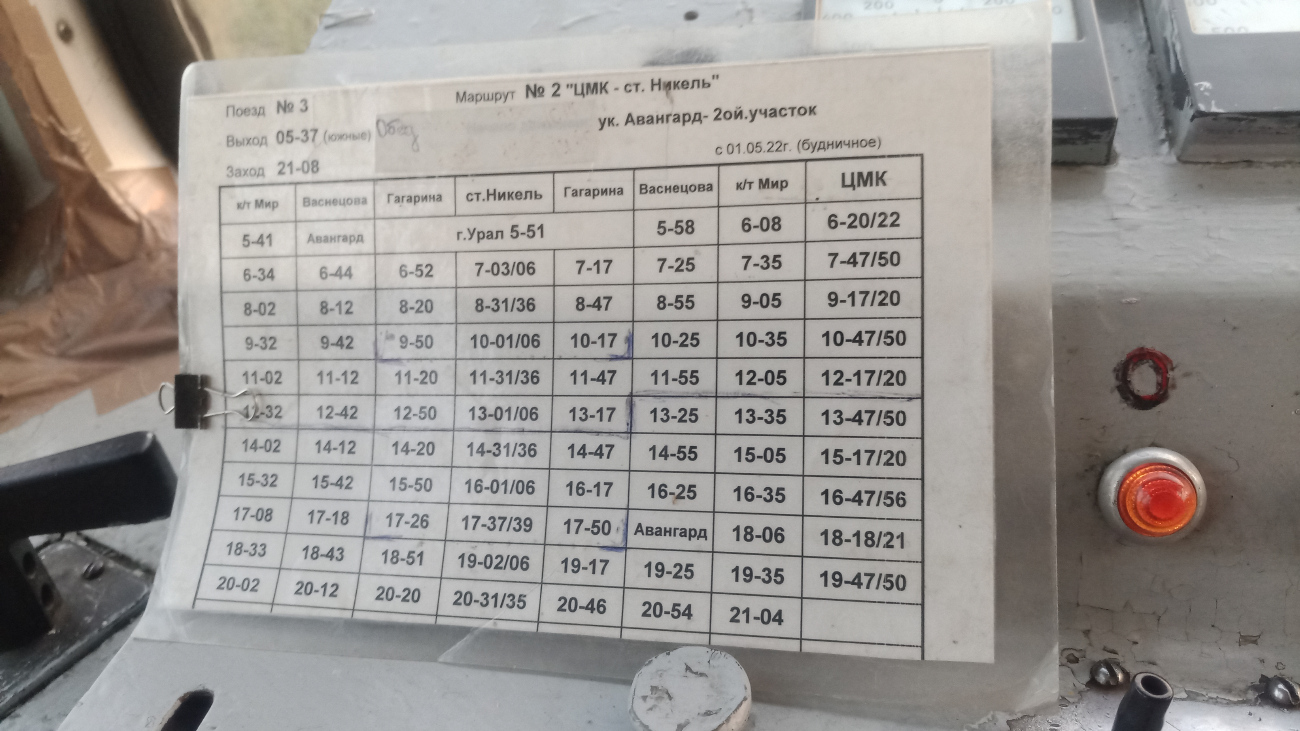 Поезд № 3
Маршрут № 2 "ЦМК - ст. Никель"
Выход 05-37 (южные) Обед
ук. Авангард- 2ой.участок
Заход 21-08
с 01.05.22г. (будничное)
к/т Мир Васнецова Гагарина ст.Никель Гагарина Васнецова к/т Мир ЦМК
5-41 Авангард г.Урал 5-51 5-58 6-08 6-20/22
6-34 6-44 6-52 7-03/06 7-17 7-25 7-35 7-47/50
8-02 8-12 8-20 8-31/36 8-47 8-55 9-05 9-17/20
9-32 9-42 9-50 10-01/06 10-17 10-25 10-35 10-47/50
11-02 11-12 11-20 11-31/36 11-47 11-55 12-05 12-17/20
12-32 12-42 12-50 13-01/06 13-17 13-25 13-35 13-47/50
14-02 14-12 14-20 14-31/36 14-47 14-55 15-05 15-17/20
15-32 15-42 15-50 16-01/06 16-17 16-25 16-35 16-47/56
17-08 17-18 17-26 17-37/39 17-50 Авангард 18-06 18-18/21
18-33 18-43 18-51 19-02/06 19-17 19-25 19-35 19-47/50
20-02 20-12 20-20 20-31/35 20-46 20-54 21-04